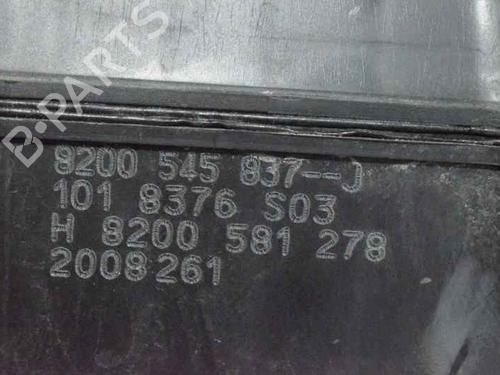 B-PARTS
8200 545 837--J
101 8376 S03
H 8200 581 278
2008261